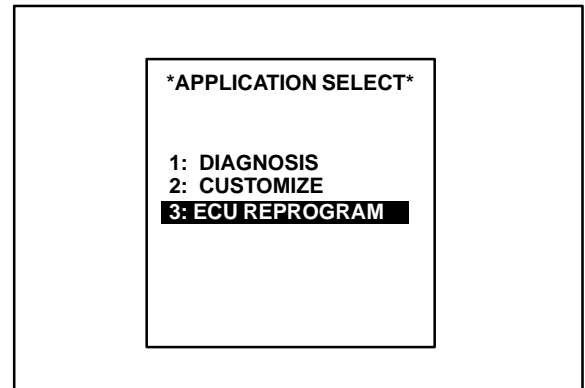 *APPLICATION SELECT*
1: DIAGNOSIS
2: CUSTOMIZE
3: ECU REPROGRAM